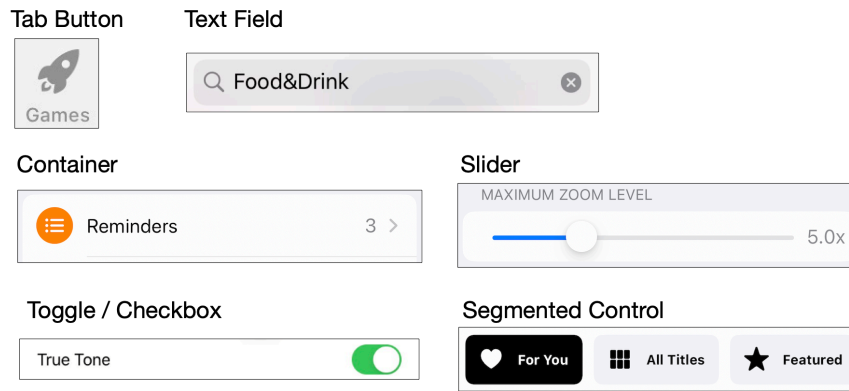 Tab Button
Text Field
Games
Food&Drink
Container
Slider
Reminders 3
MAXIMUM ZOOM LEVEL
5.0x
Toggle / Checkbox
Segmented Control
True Tone
For You All Titles Featured